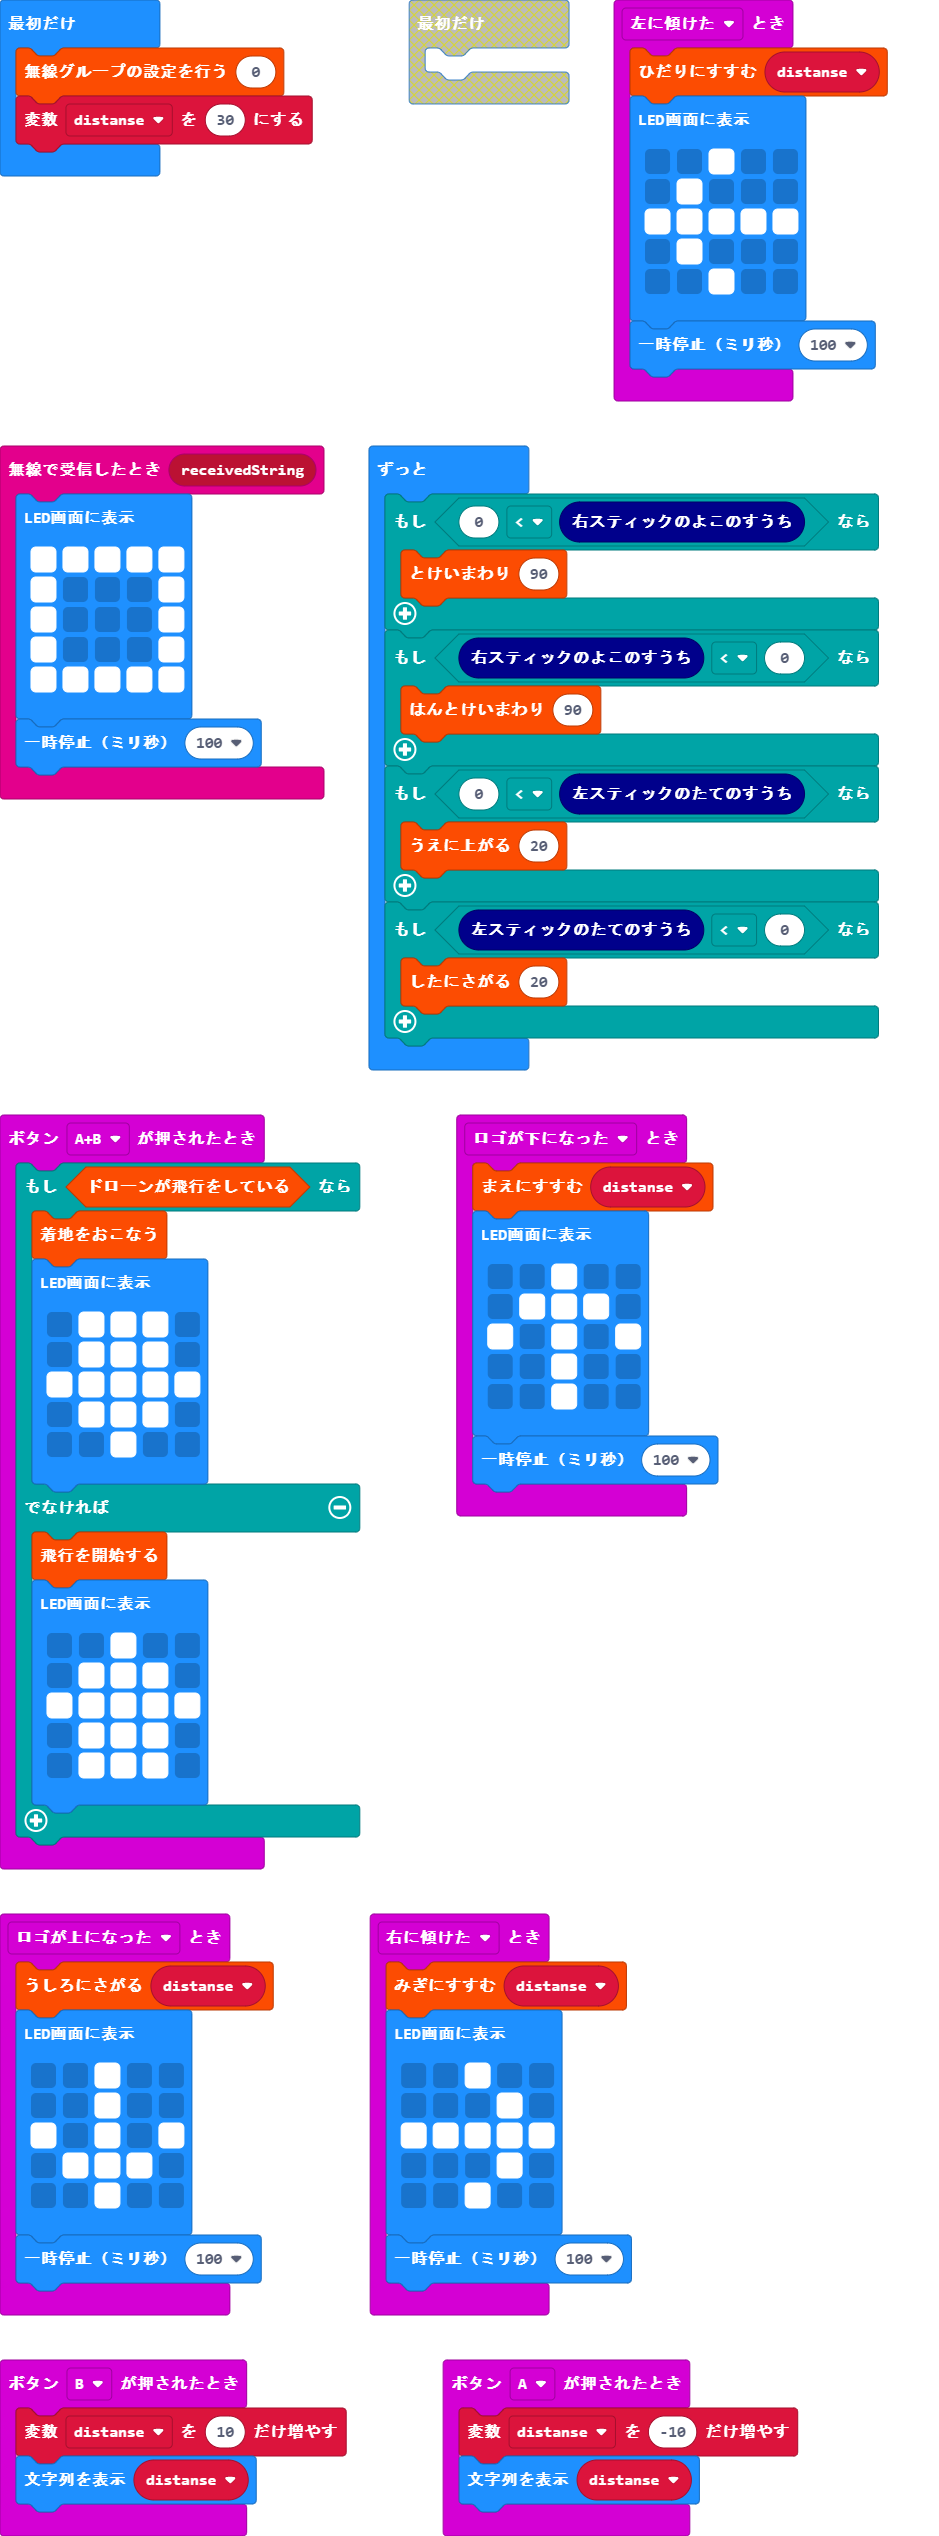 最初だけ
無線グループの設定を行う 0
変数 distanse を 30 にする
最初だけ
左に傾けた とき
ひだりにすすむ distanse
LED画面に表示
一時停止（ミリ秒） 100
無線で受信したとき receivedString
LED画面に表示
一時停止（ミリ秒） 100
ずっと
もし 0 < 右スティックのよこのすうち なら
とけいまわり 90
もし 右スティックのよこのすうち < 0 なら
はんとけいまわり 90
もし 0 < 左スティックのたてのすうち なら
うえに上がる 20
もし 左スティックのたてのすうち < 0 なら
したにさがる 20
ボタン A+B が押されたとき
もし ドローンが飛行をしている なら
着地をおこなう
LED画面に表示
でなければ
飛行を開始する
LED画面に表示
ロゴが下になった とき
まえにすすむ distanse
LED画面に表示
一時停止（ミリ秒） 100
ロゴが上になった とき
うしろにさがる distanse
LED画面に表示
一時停止（ミリ秒） 100
右に傾けた とき
みぎにすすむ distanse
LED画面に表示
一時停止（ミリ秒） 100
ボタン B が押されたとき
変数 distanse を 10 だけ増やす
文字列を表示 distanse
ボタン A が押されたとき
変数 distanse を -10 だけ増やす
文字列を表示 distanse